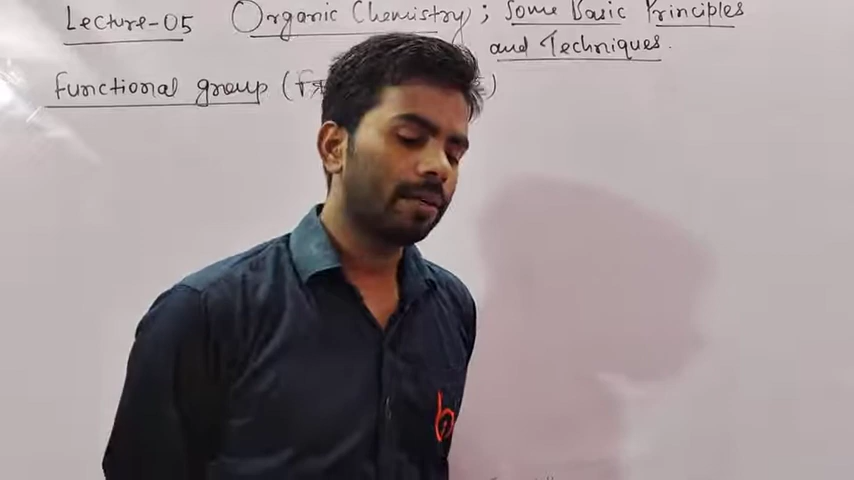 Lecture-05 Organic Chemistry; Some Basic Principles
and Techniques.
functional group (